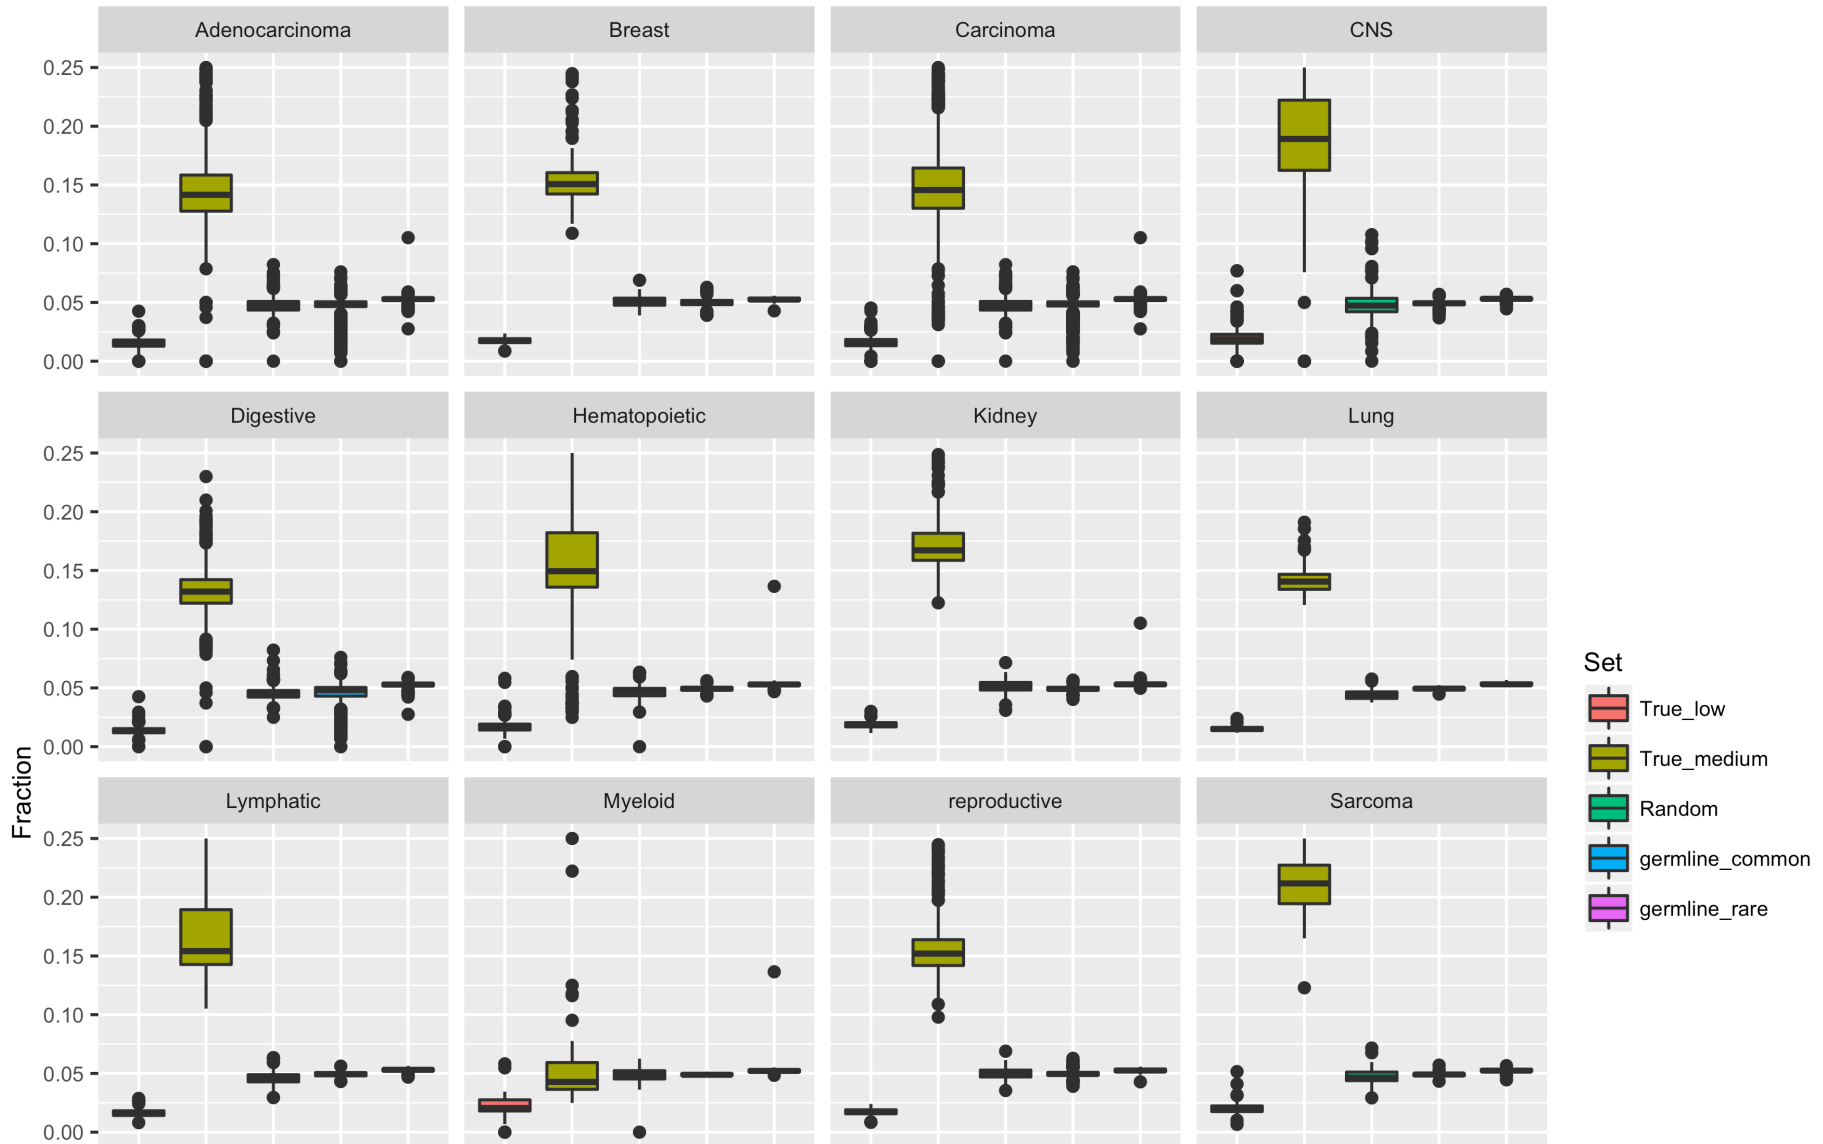 Adenocarcinoma Breast Carcinoma CNS
0.25
0.20
0.15
0.10
0.05
0.00
Digestive Hematopoietic Kidney Lung
0.25
0.20
0.15
0.10
0.05
0.00
Lymphatic Myeloid reproductive Sarcoma
0.25
0.20
0.15
0.10
0.05
0.00
Fraction
Set
True_low
True_medium
Random
germline_common
germline_rare